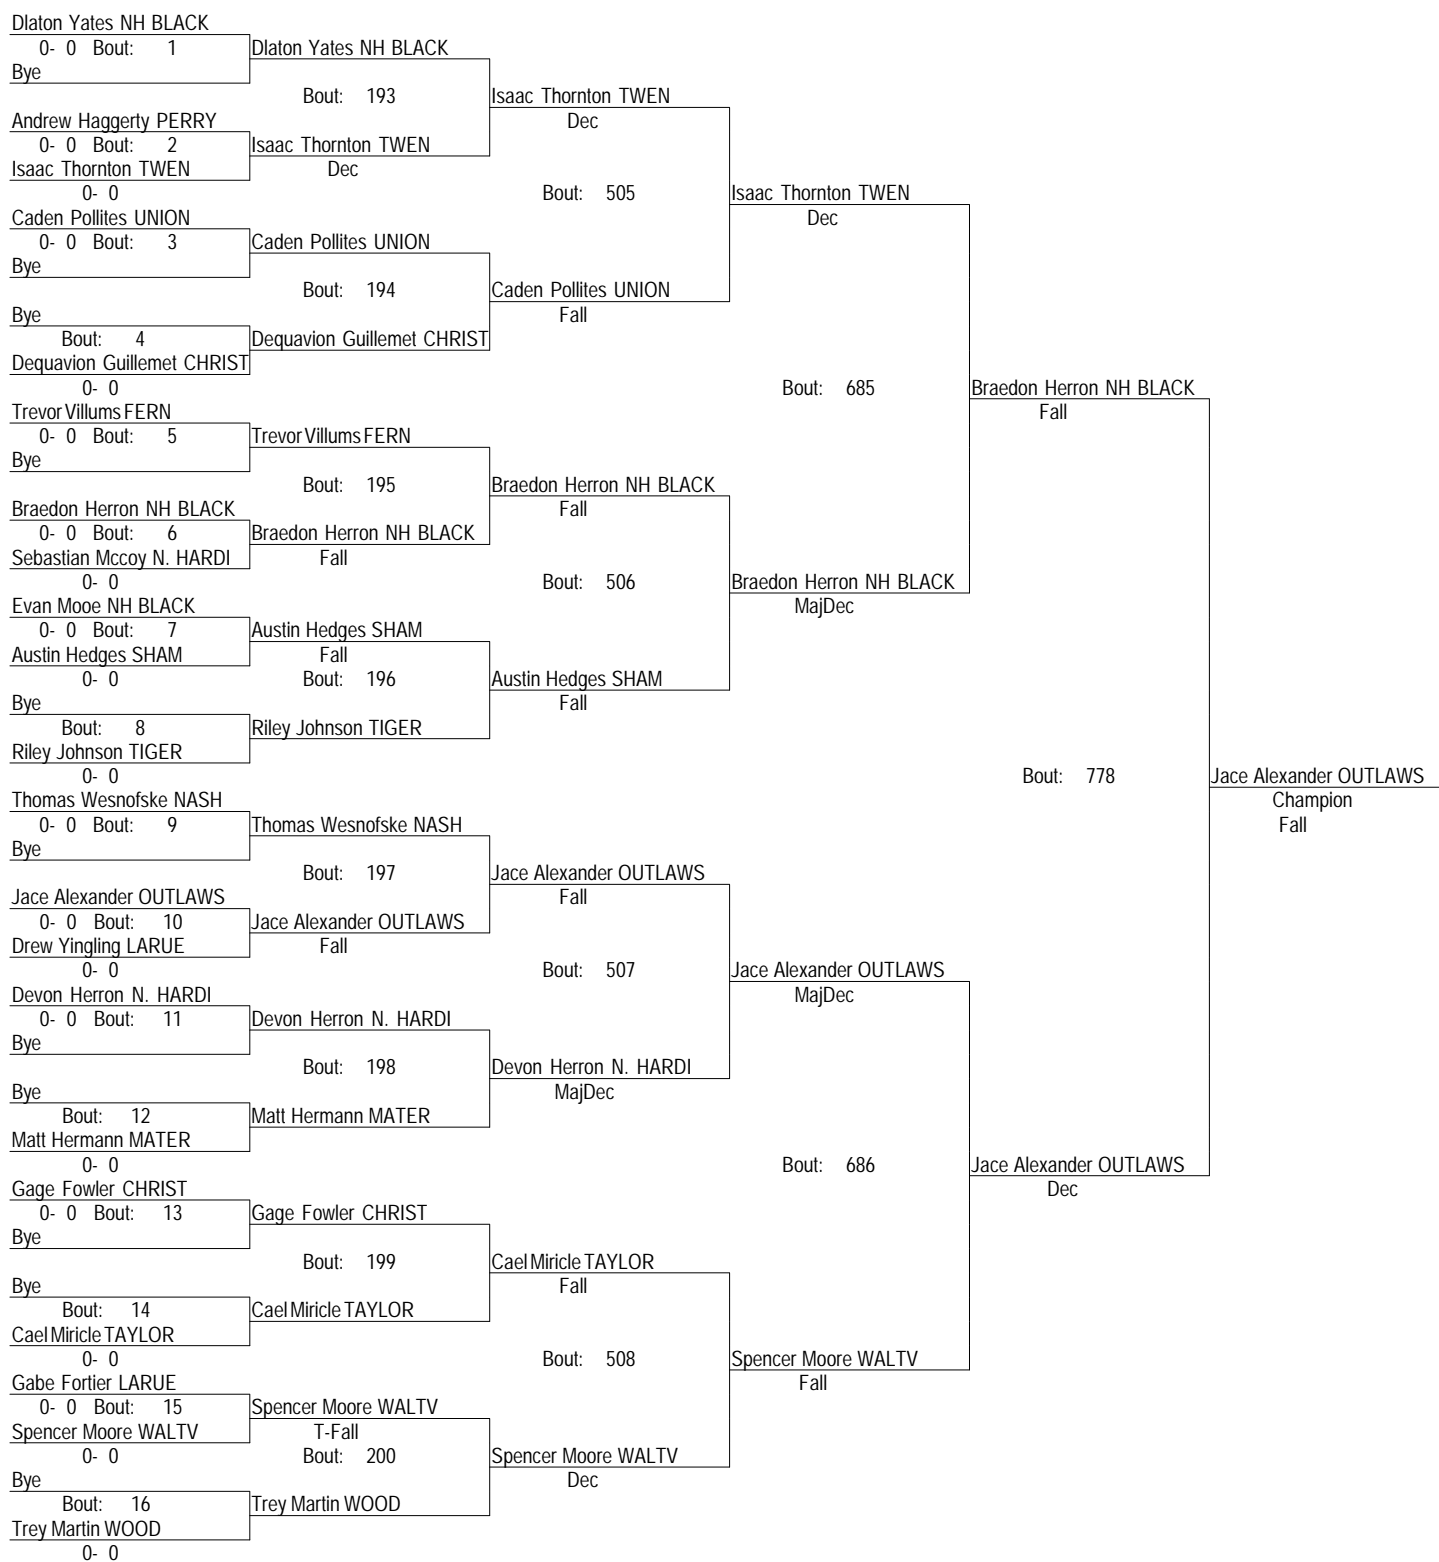 Dlaton Yates NH BLACK
0- 0 Bout: 1
Bye
Andrew Haggerty PERRY
0- 0 Bout: 2
Isaac Thornton TWEN
0- 0
Caden Pollites UNION
0- 0 Bout: 3
Bye
Bye
Bout: 4
Dequavion Guillemet CHRIST
0- 0
Trevor Villums FERN
0- 0 Bout: 5
Bye
Braedon Herron NH BLACK
0- 0 Bout: 6
Sebastian Mccoy N. HARDI
0- 0
Evan Mooe NH BLACK
0- 0 Bout: 7
Austin Hedges SHAM
0- 0
Bye
Bout: 8
Riley Johnson TIGER
0- 0
Thomas Wesnofske NASH
0- 0 Bout: 9
Bye
Jace Alexander OUTLAWS
0- 0 Bout: 10
Drew Yingling LARUE
0- 0
Devon Herron N. HARDI
0- 0 Bout: 11
Bye
Bye
Bout: 12
Matt Hermann MATER
0- 0
Gage Fowler CHRIST
0- 0 Bout: 13
Bye
Bye
Bout: 14
Cael Miricle TAYLOR
0- 0
Gabe Fortier LARUE
0- 0 Bout: 15
Spencer Moore WALTV
0- 0
Bye
Bout: 16
Trey Martin WOOD
0- 0
Dlaton Yates NH BLACK
Bout: 193
Isaac Thornton TWEN
Dec
Caden Pollites UNION
Bout: 194
Dequavion Guillemet CHRIST
Trevor Villums FERN
Bout: 195
Braedon Herron NH BLACK
Fall
Austin Hedges SHAM
Fall
Bout: 196
Riley Johnson TIGER
Thomas Wesnofske NASH
Bout: 197
Jace Alexander OUTLAWS
Fall
Devon Herron N. HARDI
Bout: 198
Matt Hermann MATER
Gage Fowler CHRIST
Bout: 199
Cael Miricle TAYLOR
Spencer Moore WALTV
T-Fall
Bout: 200
Trey Martin WOOD
Isaac Thornton TWEN
Dec
Bout: 505
Caden Pollites UNION
Fall
Braedon Herron NH BLACK
Fall
Bout: 506
Austin Hedges SHAM
Fall
Jace Alexander OUTLAWS
Fall
Bout: 507
Devon Herron N. HARDI
MajDec
Cael Miricle TAYLOR
Fall
Bout: 508
Spencer Moore WALTV
Dec
Isaac Thornton TWEN
Dec
Bout: 685
Braedon Herron NH BLACK
MajDec
Jace Alexander OUTLAWS
MajDec
Bout: 686
Spencer Moore WALTV
Fall
Braedon Herron NH BLACK
Fall
Bout: 778
Jace Alexander OUTLAWS
Dec
Jace Alexander OUTLAWS
Champion
Fall